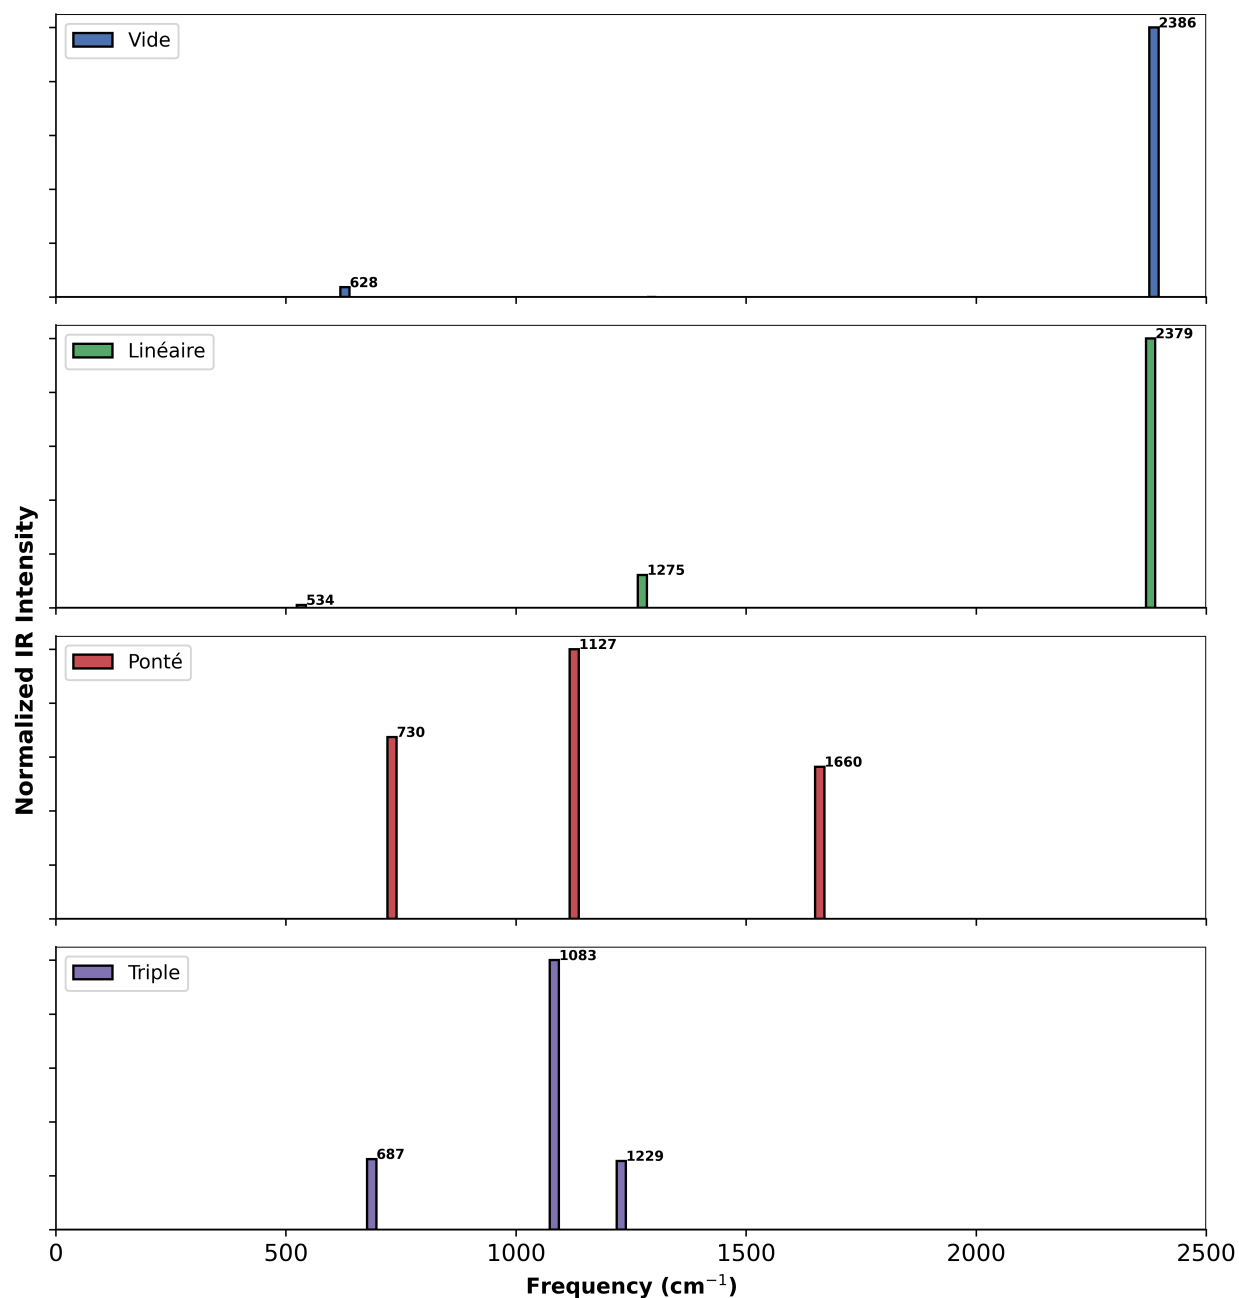 Vide
2386
628
Linéaire
2379
1275
534
Ponté
1127
730
1660
Triple
1083
687
1229
Normalized IR Intensity
0 500 1000 1500 2000 2500
Frequency (cm⁻¹)